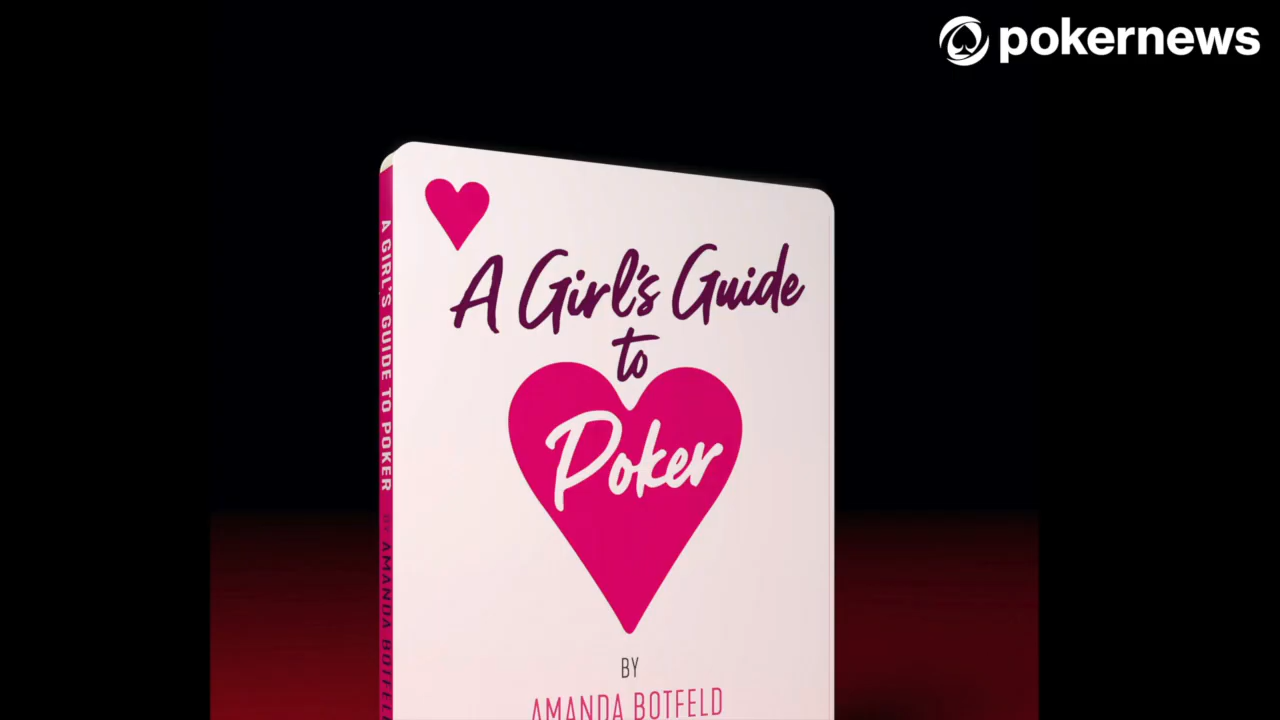 pokernews
A Girl's Guide
to
Poker
BY
AMANDA BOTFELD
A GIRL'S GUIDE TO POKER BY AMANDA BOTFELD